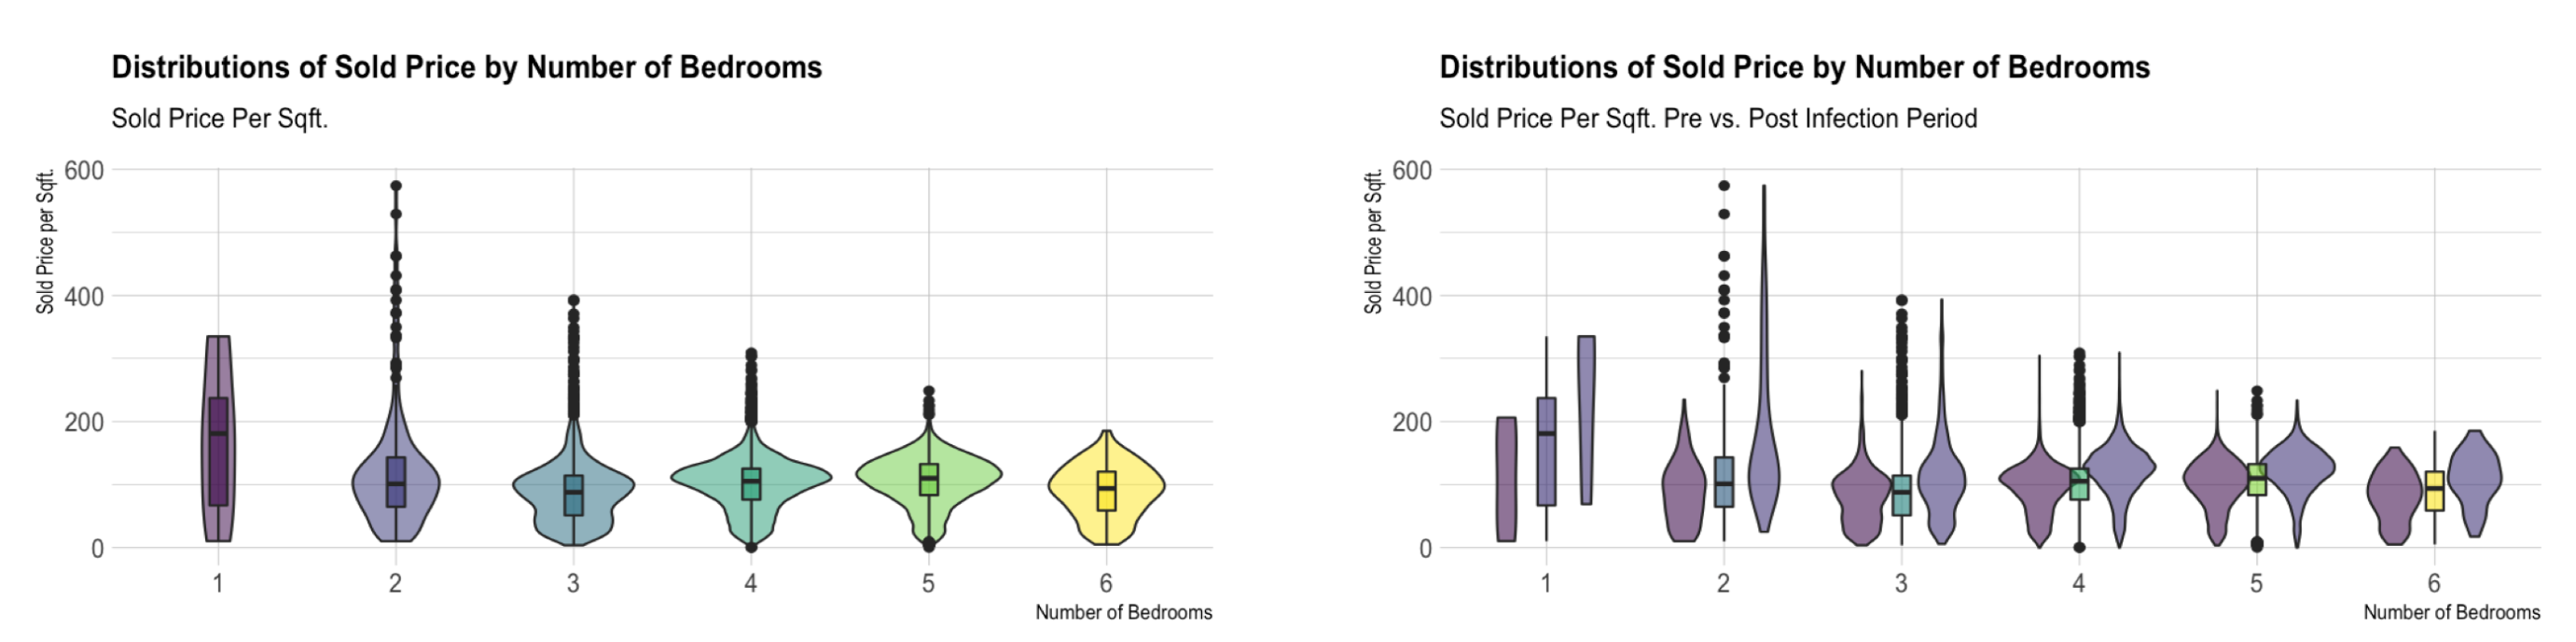 Distributions of Sold Price by Number of Bedrooms
Sold Price Per Sqft.
Sold Price per Sqft.
600
400
200
0
1 2 3 4 5 6
Number of Bedrooms
Distributions of Sold Price by Number of Bedrooms
Sold Price Per Sqft. Pre vs. Post Infection Period
Sold Price per Sqft.
600
400
200
0
1 2 3 4 5 6
Number of Bedrooms